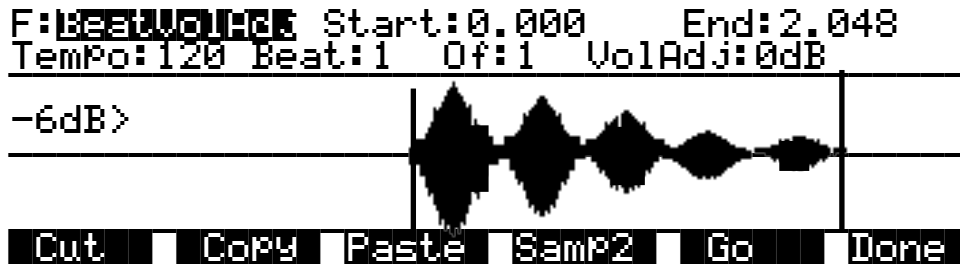 F:BeatVolAdj Start:0.000 End:2.048
Tempo:120 Beat:1 Of:1 VolAdj:0dB
-6dB>
Cut Copy Paste Samp2 Go Done